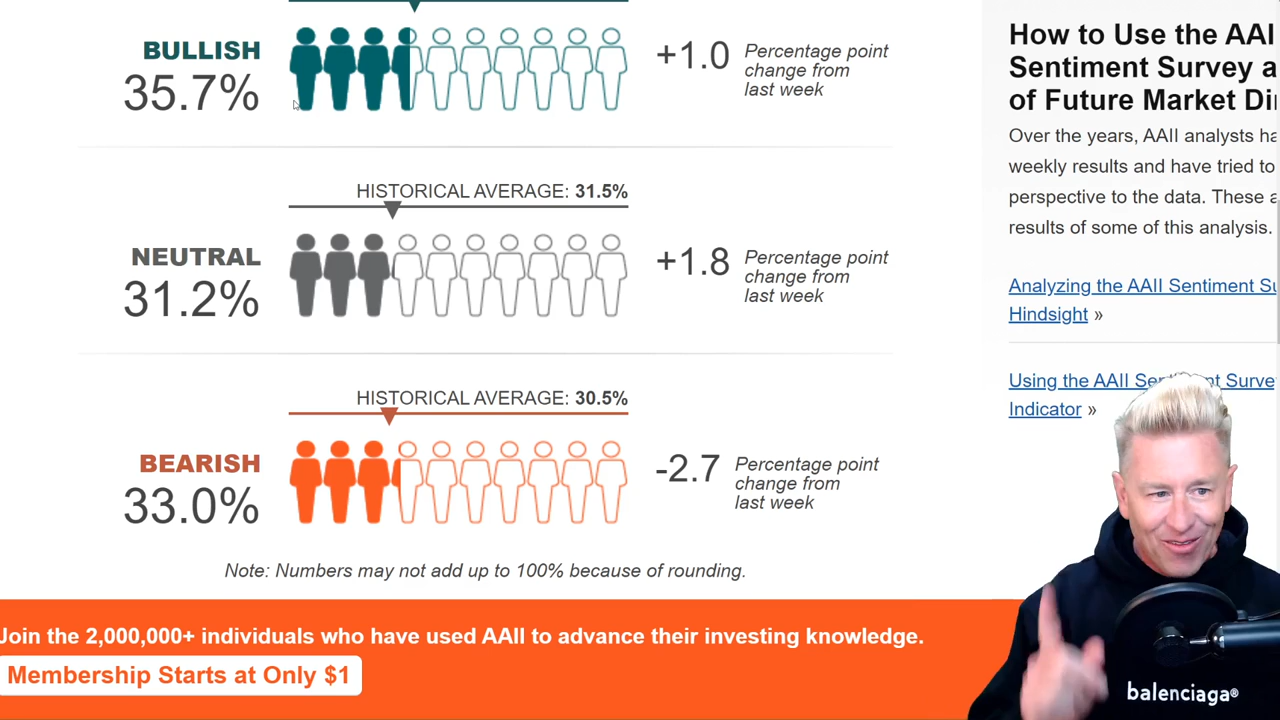 BULLISH
35.7%
+1.0
Percentage point
change from
last week
HISTORICAL AVERAGE: 31.5%
NEUTRAL
31.2%
+1.8
Percentage point
change from
last week
HISTORICAL AVERAGE: 30.5%
BEARISH
33.0%
-2.7
Percentage point
change from
last week
Note: Numbers may not add up to 100% because of rounding.
Join the 2,000,000+ individuals who have used AAII to advance their investing knowledge.
Membership Starts at Only $1
How to Use the AAI
Sentiment Survey a
of Future Market Di
Over the years, AAII analysts ha
weekly results and have tried to
perspective to the data. These a
results of some of this analysis.
Analyzing the AAII Sentiment Su
Hindsight »
Using the AAII Sent nt Surve
Indicator »
balenciaga®